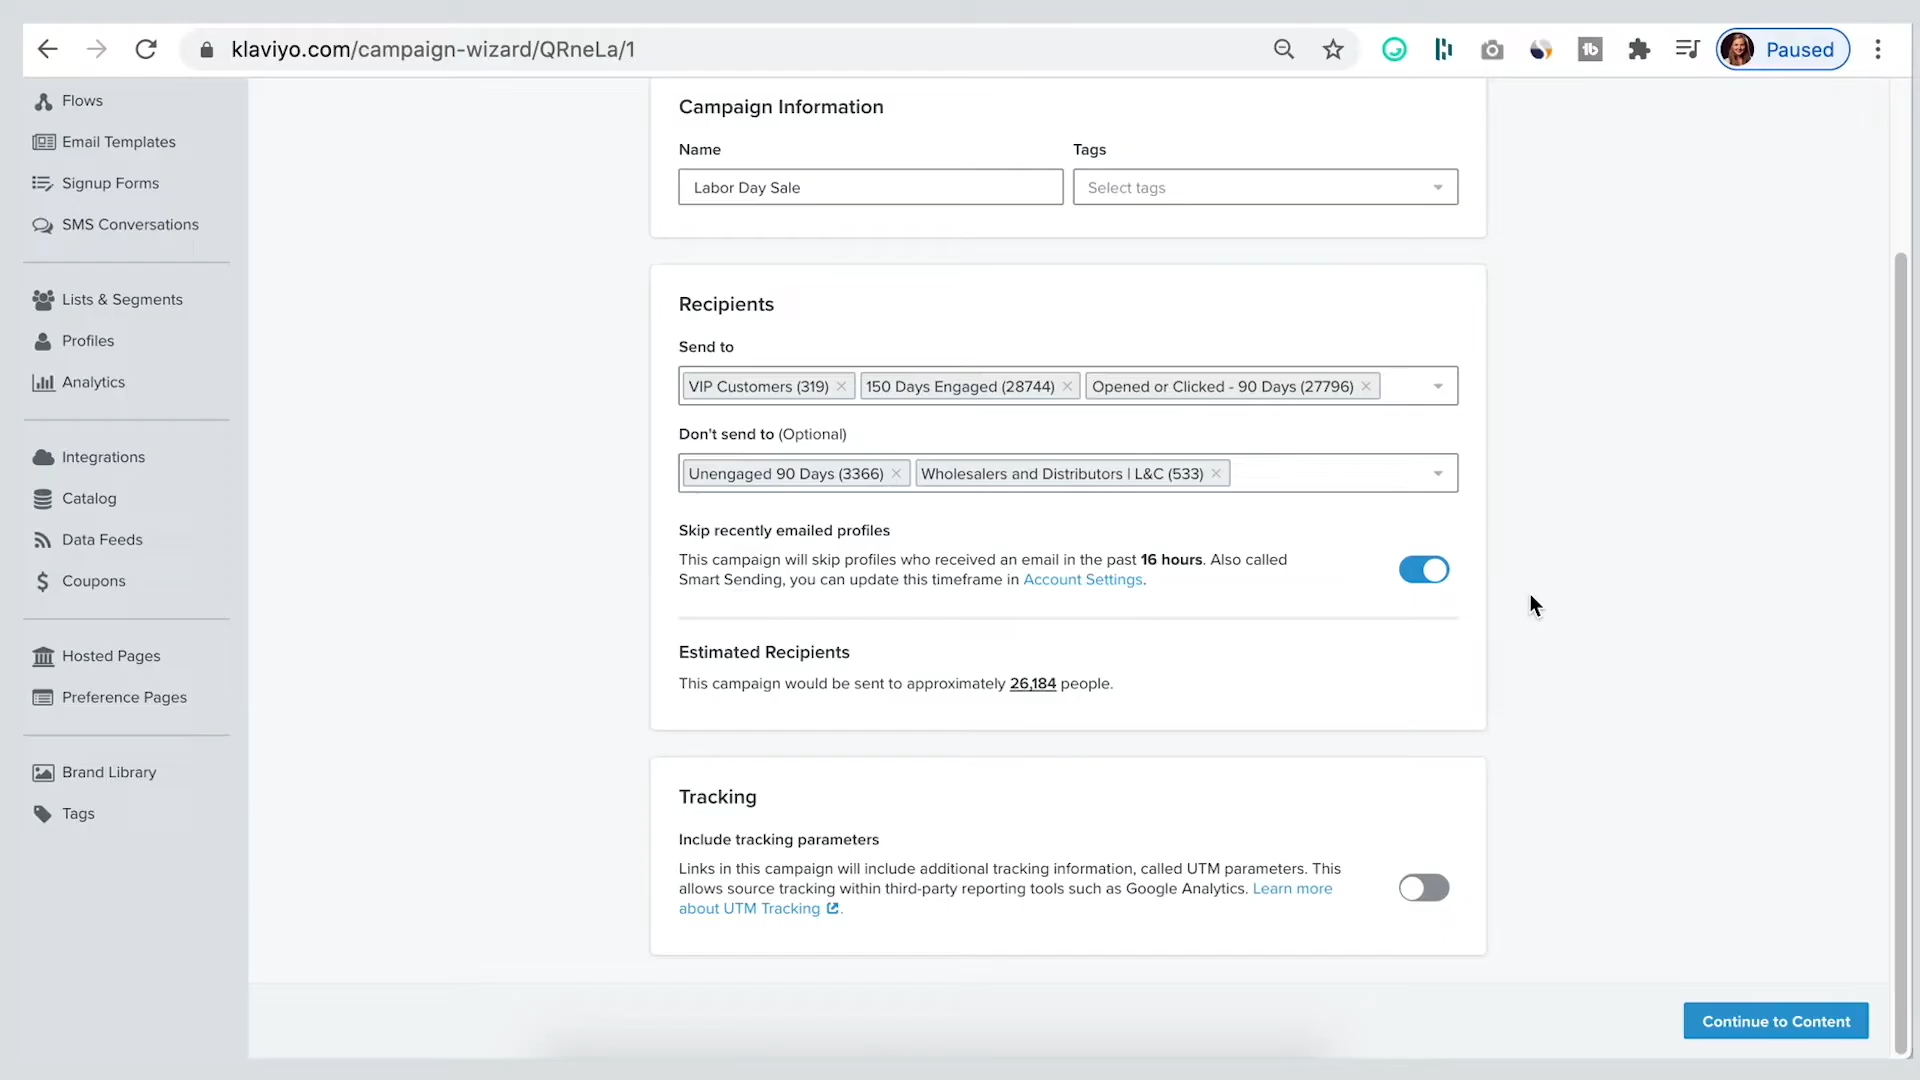 klaviyo.com/campaign-wizard/QRneLa/1
Paused
Flows
Email Templates
Signup Forms
SMS Conversations
Lists & Segments
Profiles
Analytics
Integrations
Catalog
Data Feeds
Coupons
Hosted Pages
Preference Pages
Brand Library
Tags
Campaign Information
Name Tags
Labor Day Sale Select tags
Recipients
Send to
VIP Customers (319) 150 Days Engaged (28744) Opened or Clicked - 90 Days (27796)
Don't send to (Optional)
Unengaged 90 Days (3366) Wholesalers and Distributors | L&C (533)
Skip recently emailed profiles
This campaign will skip profiles who received an email in the past 16 hours. Also called
Smart Sending, you can update this timeframe in Account Settings.
Estimated Recipients
This campaign would be sent to approximately 26,184 people.
Tracking
Include tracking parameters
Links in this campaign will include additional tracking information, called UTM parameters. This
allows source tracking within third-party reporting tools such as Google Analytics. Learn more
about UTM Tracking .
Continue to Content